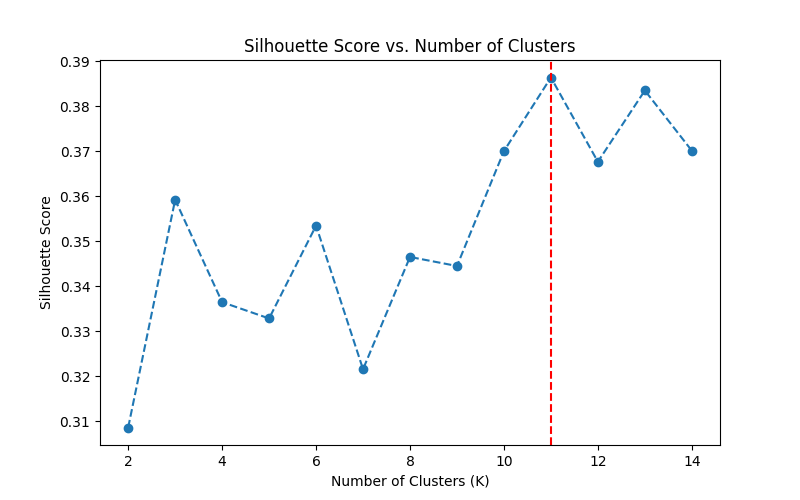 Silhouette Score vs. Number of Clusters
0.39
0.38
0.37
0.36
0.35
0.34
0.33
0.32
0.31
Silhouette Score
2 4 6 8 10 12 14
Number of Clusters (K)